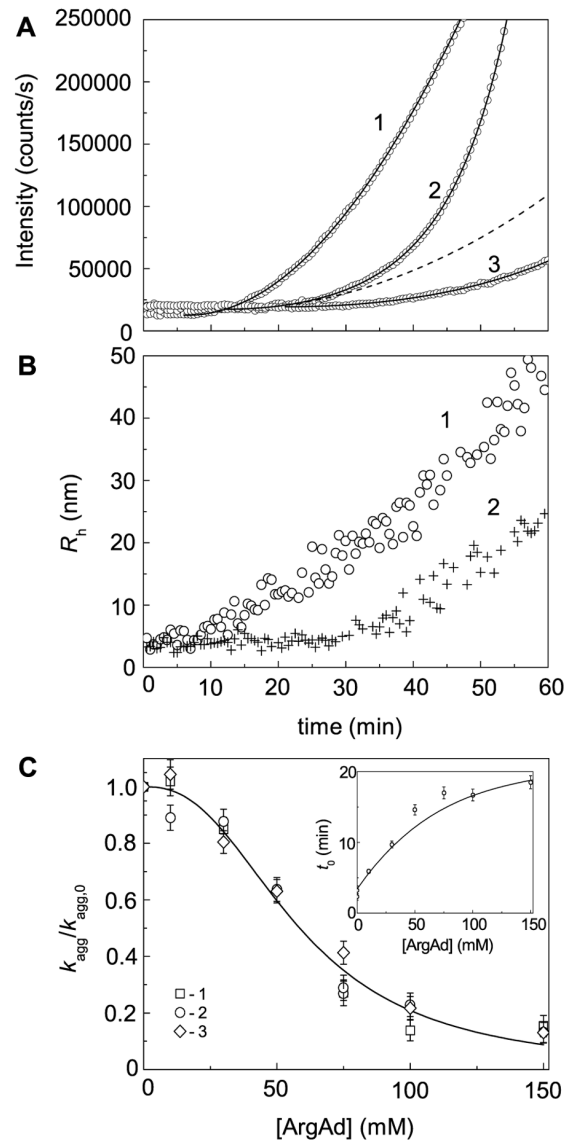 A
250000
200000
150000
100000
50000
0
Intensity (counts/s)
1
2
3
B
50
40
30
20
10
0
R_h (nm)
1
2
0 10 20 30 40 50 60
time (min)
C
1.0
0.8
0.6
0.4
0.2
0.0
k_agg/k_agg,0
- 1
- 2
- 3
20
10
0
t_0 (min)
0 50 100 150
[ArgAd] (mM)
0 50 100 150
[ArgAd] (mM)